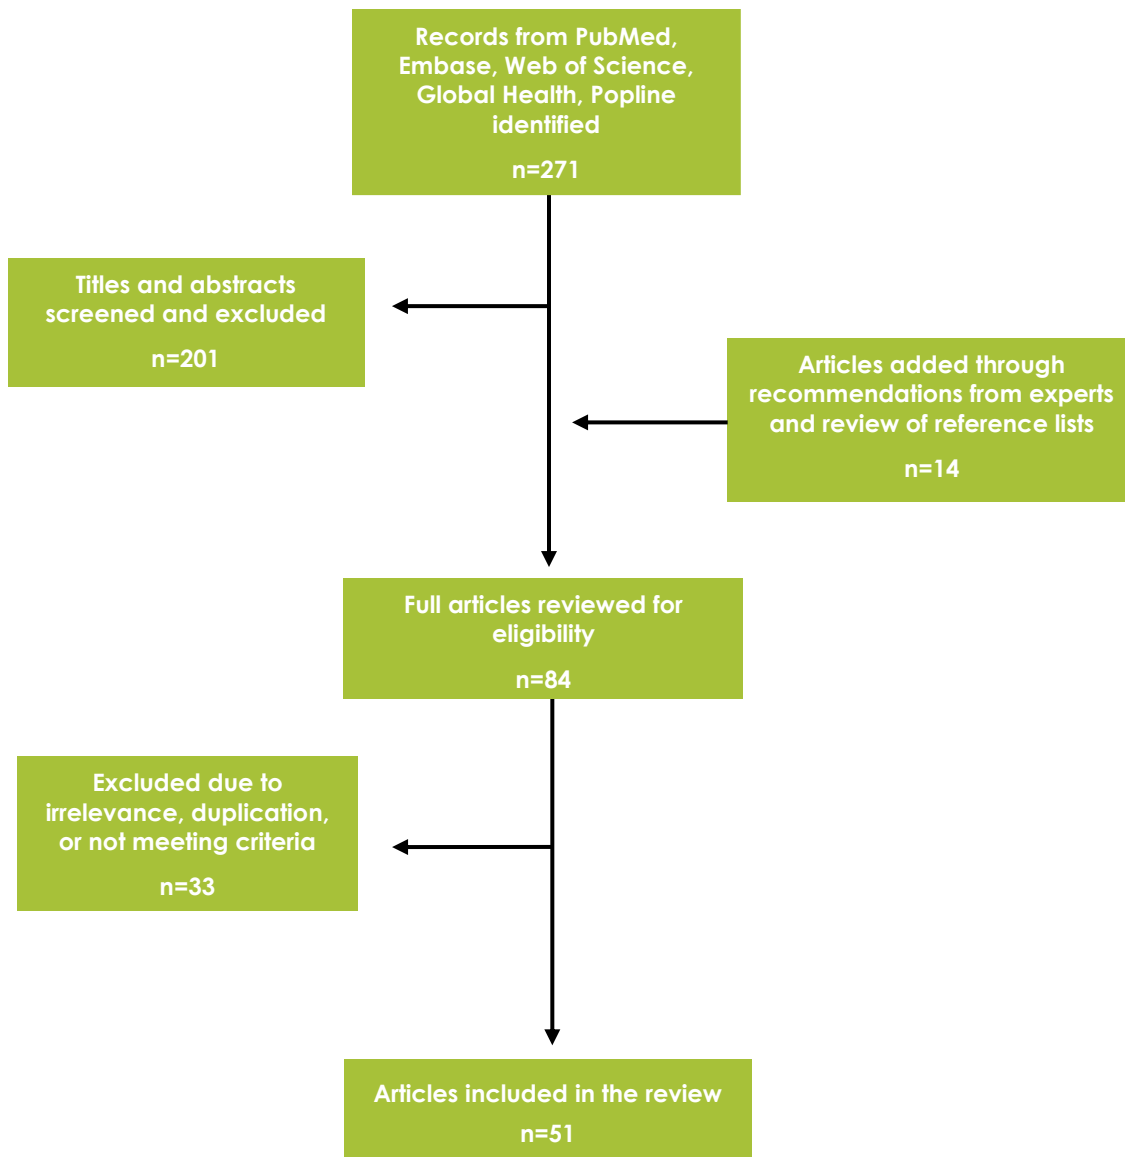 Records from PubMed,
Embase, Web of Science,
Global Health, Popline
identified
n=271
Titles and abstracts
screened and excluded
n=201
Articles added through
recommendations from experts
and review of reference lists
n=14
Full articles reviewed for
eligibility
n=84
Excluded due to
irrelevance, duplication,
or not meeting criteria
n=33
Articles included in the review
n=51